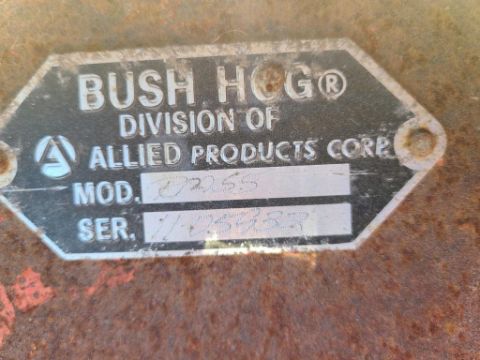 BUSH HOG®
DIVISION OF
ALLIED PRODUCTS CORP
MOD.
SER.